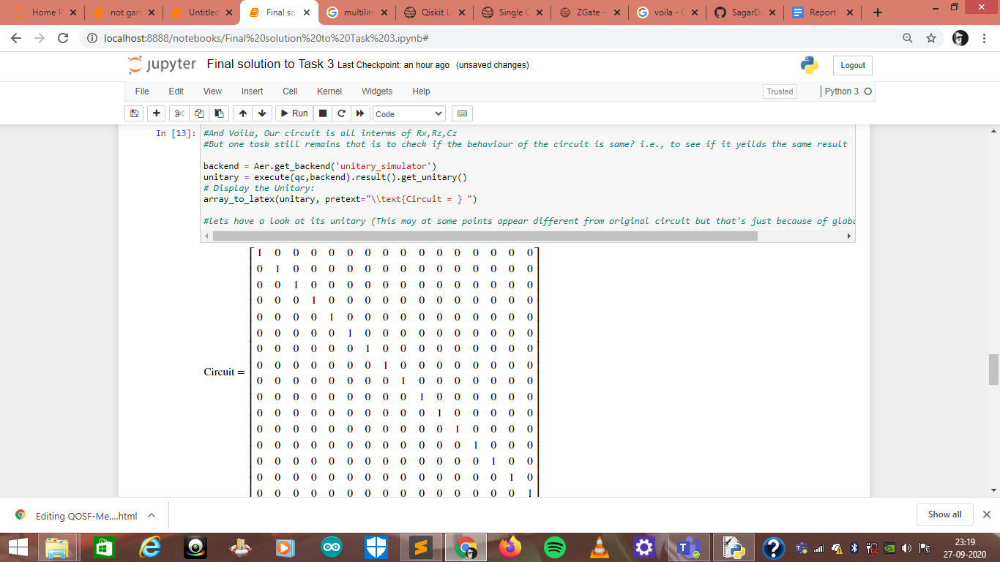 Home P
not garb
Untitled
Final so
multilin
Qiskit L
Single C
ZGate –
voila - G
SagarDo
Report
localhost:8888/notebooks/Final%20solution%20to%20Task%203.ipynb#
jupyter Final solution to Task 3 Last Checkpoint: an hour ago (unsaved changes)
Logout
File Edit View Insert Cell Kernel Widgets Help
Trusted Python 3
Run Code
In [13]: #And Voila, Our circuit is all interms of Rx,Rz,Cz
#But one task still remains that is to check if the behaviour of the circuit is same? i.e., to see if it yeilds the same result
backend = Aer.get_backend('unitary_simulator')
unitary = execute(qc,backend).result().get_unitary()
# Display the Unitary:
array_to_latex(unitary, pretext="\\text{Circuit = } ")
#lets have a look at its unitary (This may at some points appear different from original circuit but that's just because of glaba
1 0 0 0 0 0 0 0 0 0 0 0 0 0 0 0
0 1 0 0 0 0 0 0 0 0 0 0 0 0 0 0
0 0 1 0 0 0 0 0 0 0 0 0 0 0 0 0
0 0 0 1 0 0 0 0 0 0 0 0 0 0 0 0
0 0 0 0 1 0 0 0 0 0 0 0 0 0 0 0
0 0 0 0 0 1 0 0 0 0 0 0 0 0 0 0
0 0 0 0 0 0 1 0 0 0 0 0 0 0 0 0
0 0 0 0 0 0 0 1 0 0 0 0 0 0 0 0
Circuit =
0 0 0 0 0 0 0 0 1 0 0 0 0 0 0 0
0 0 0 0 0 0 0 0 0 1 0 0 0 0 0 0
0 0 0 0 0 0 0 0 0 0 1 0 0 0 0 0
0 0 0 0 0 0 0 0 0 0 0 1 0 0 0 0
0 0 0 0 0 0 0 0 0 0 0 0 1 0 0 0
0 0 0 0 0 0 0 0 0 0 0 0 0 1 0 0
0 0 0 0 0 0 0 0 0 0 0 0 0 0 1 0
0 0 0 0 0 0 0 0 0 0 0 0 0 0 0 1
Editing QOSF-Me....html
Show all
23:19
27-09-2020